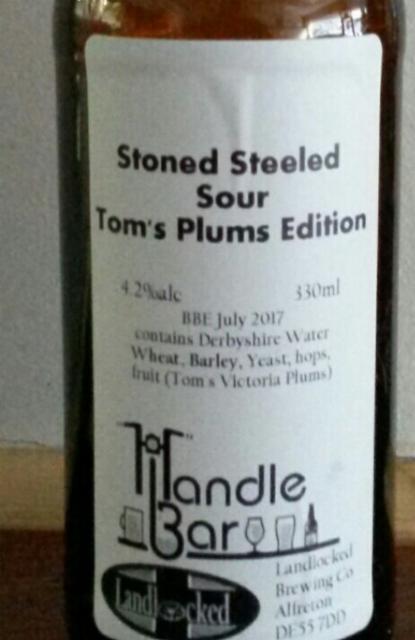 Stoned Steeled
Sour
Tom's Plums Edition
4.2%alc 330ml
BBE July 2017
contains Derbyshire Water
Wheat, Barley, Yeast, hops,
fruit (Tom s Victoria Plums)
Handle
Bar
Landlocked
Landlocked
Brewing Co
Alfreton
DE55 7DD